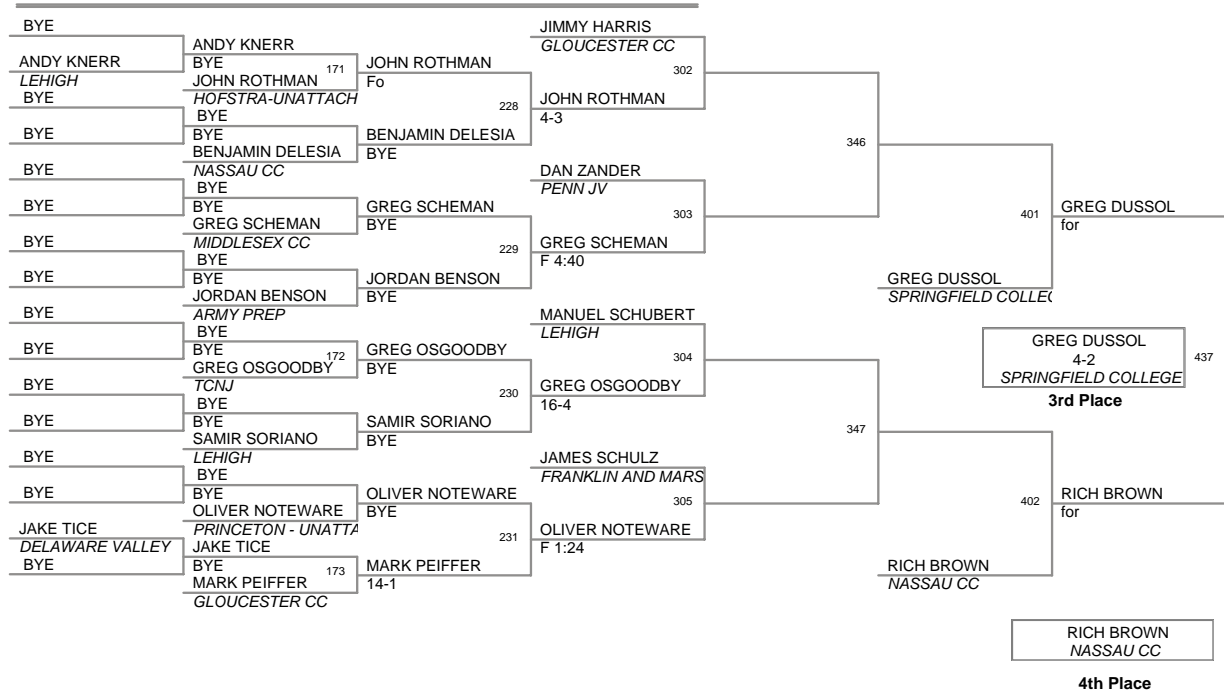 BYE
ANDY KNERR
LEHIGH
BYE
BYE
BYE
BYE
BYE
BYE
BYE
BYE
BYE
BYE
BYE
BYE
JAKE TICE
DELAWARE VALLEY
BYE
ANDY KNERR
BYE
171
JOHN ROTHMAN
HOFSTRA-UNATTACH
BYE
BYE
BENJAMIN DELESIA
NASSAU CC
BYE
BYE
GREG SCHEMAN
MIDDLESEX CC
BYE
BYE
JORDAN BENSON
ARMY PREP
BYE
BYE
172
GREG OSGOODBY
TCNJ
BYE
BYE
SAMIR SORIANO
LEHIGH
BYE
BYE
OLIVER NOTEWARE
PRINCETON - UNATTA
JAKE TICE
BYE
173
MARK PEIFFER
GLOUCESTER CC
JOHN ROTHMAN
Fo
228
BENJAMIN DELESIA
BYE
GREG SCHEMAN
BYE
229
JORDAN BENSON
BYE
GREG OSGOODBY
BYE
230
SAMIR SORIANO
BYE
OLIVER NOTEWARE
BYE
231
MARK PEIFFER
14-1
JIMMY HARRIS
GLOUCESTER CC
302
JOHN ROTHMAN
4-3
DAN ZANDER
PENN JV
303
GREG SCHEMAN
F 4:40
MANUEL SCHUBERT
LEHIGH
304
GREG OSGOODBY
16-4
JAMES SCHULZ
FRANKLIN AND MARS
305
OLIVER NOTEWARE
F 1:24
346
347
GREG DUSSOL
SPRINGFIELD COLLEG
401
RICH BROWN
NASSAU CC
402
GREG DUSSOL
for
GREG DUSSOL
4-2
SPRINGFIELD COLLEGE
437
3rd Place
RICH BROWN
for
RICH BROWN
NASSAU CC
4th Place